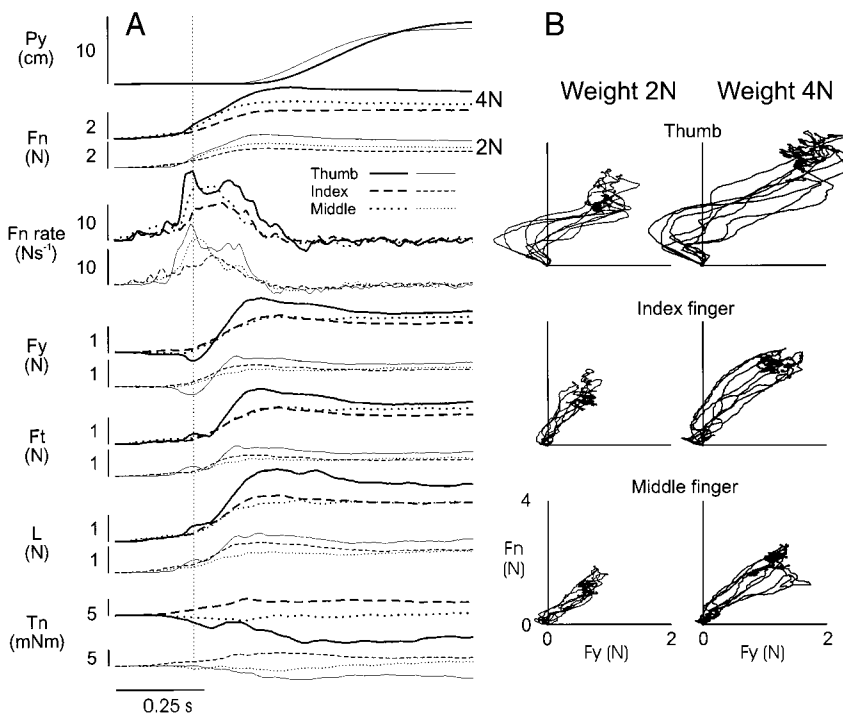 A
B
Py
(cm)
10
Fn
(N)
2
2
4N
2N
Thumb
Index
Middle
Fn rate
(Ns⁻¹)
10
10
Fy
(N)
1
1
Ft
(N)
1
1
L
(N)
1
1
Tn
(mNm)
5
5
0.25 s
Weight 2N
Weight 4N
Thumb
Index finger
Middle finger
4
Fn
(N)
0
0
2
Fy (N)
0
2
Fy (N)